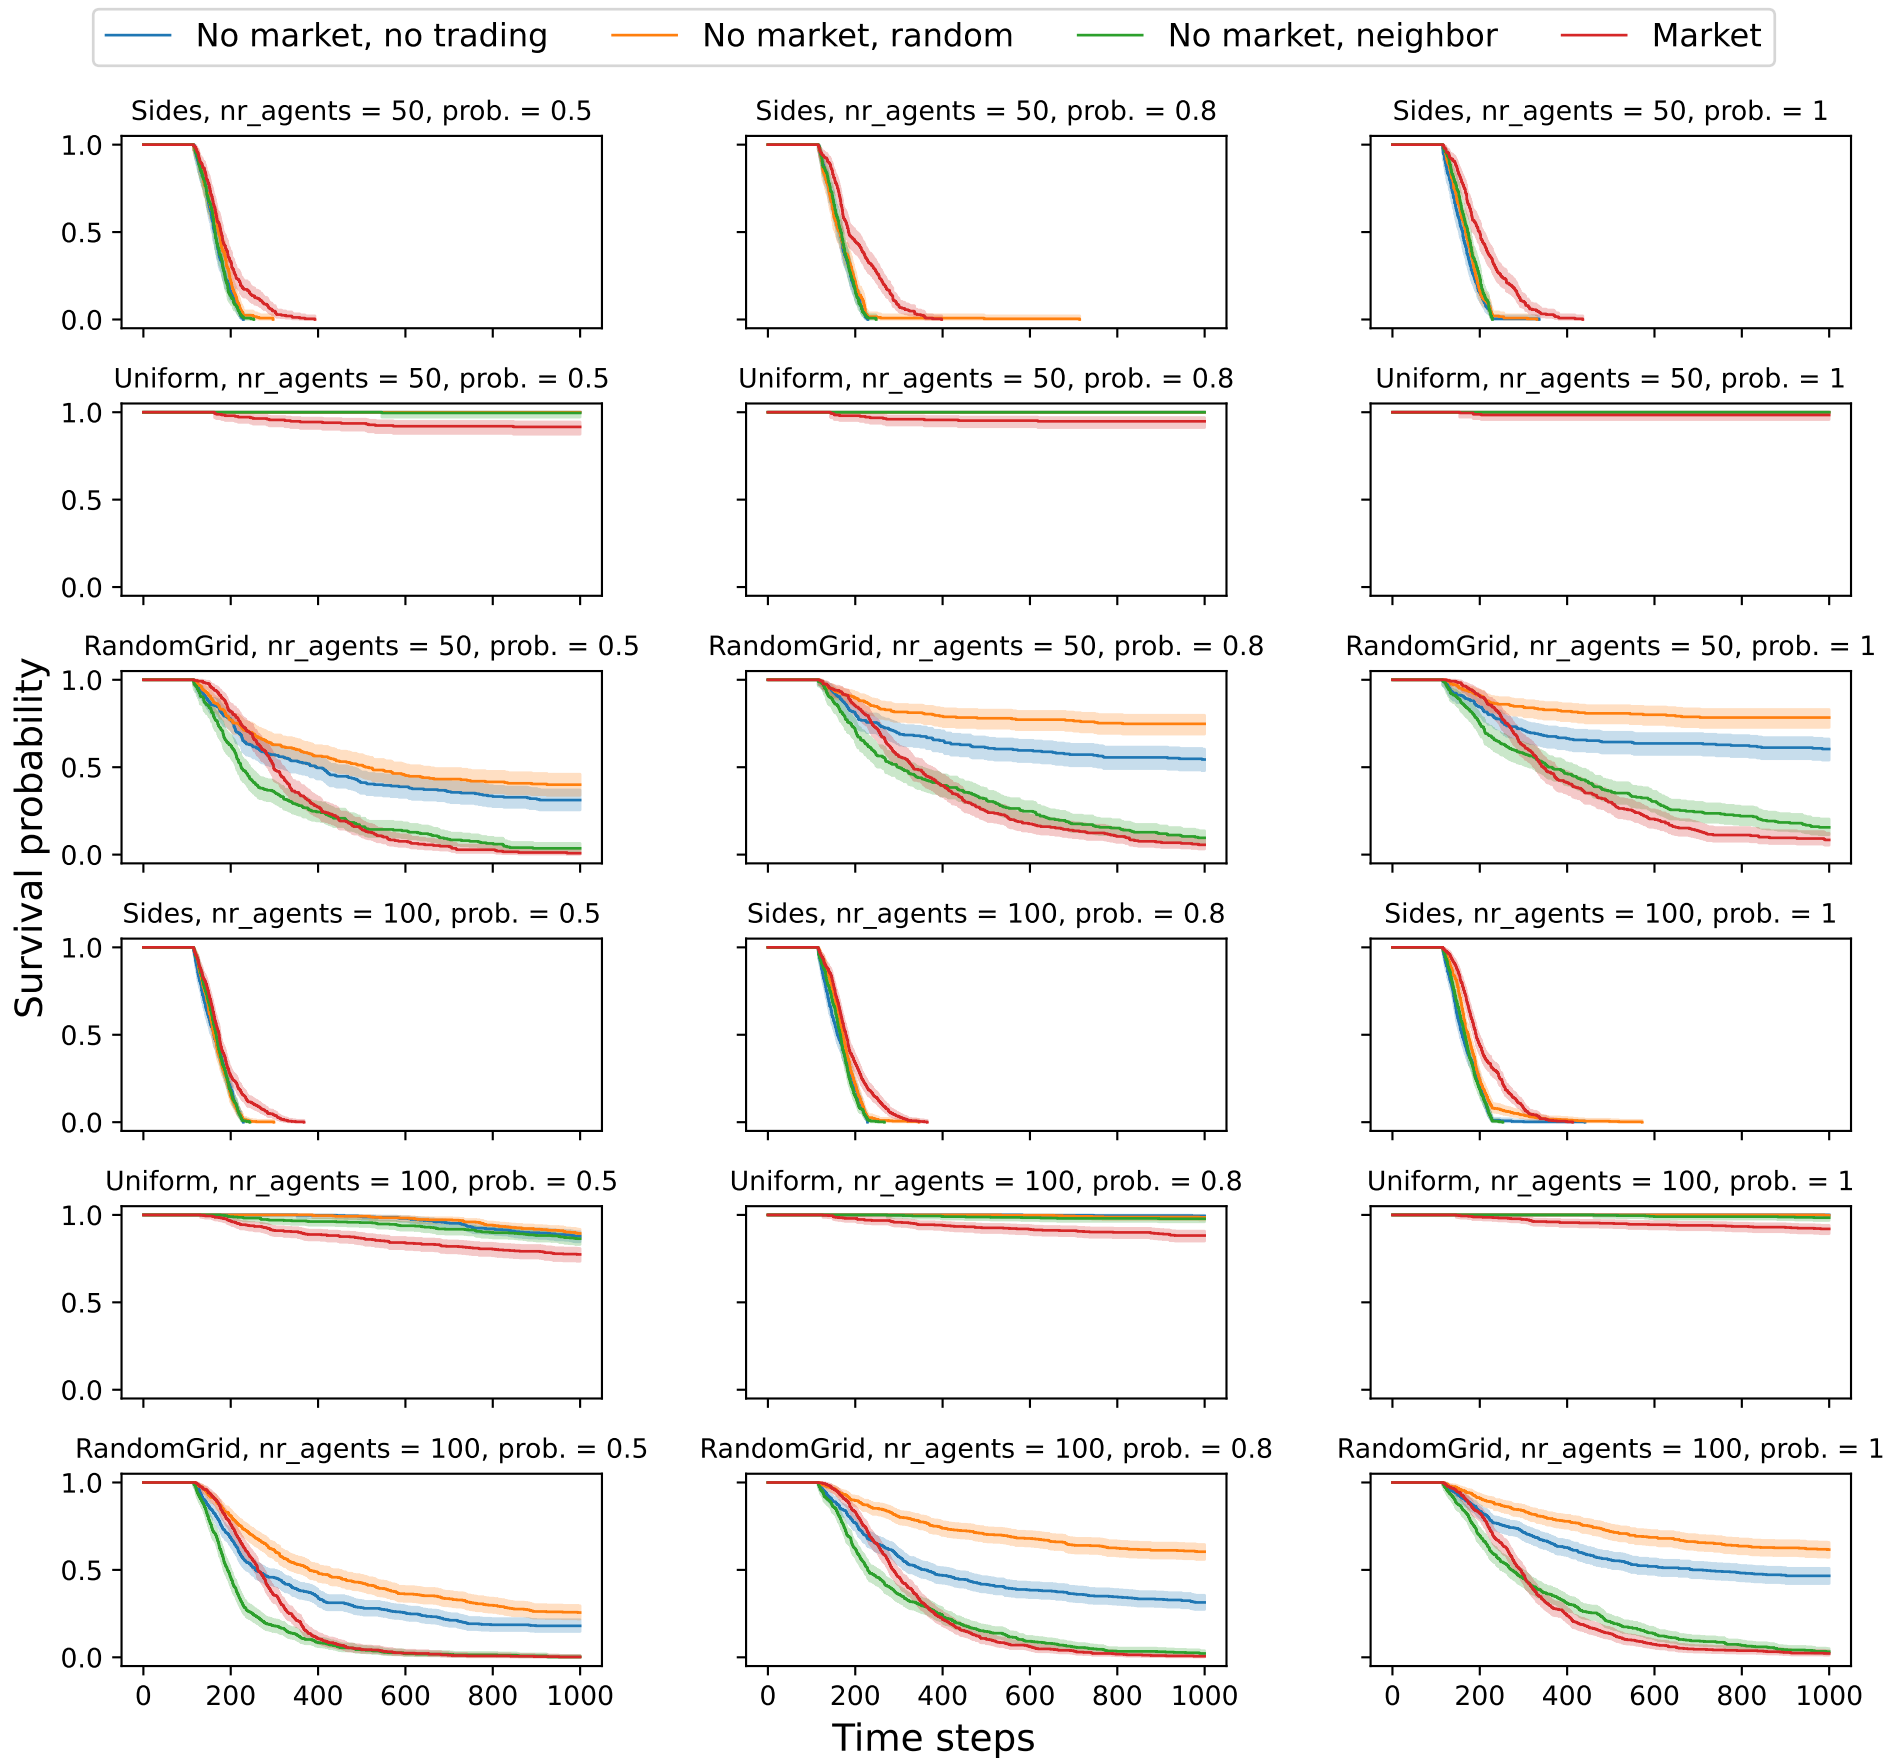 No market, no trading No market, random No market, neighbor Market
Sides, nr_agents = 50, prob. = 0.5
Sides, nr_agents = 50, prob. = 0.8
Sides, nr_agents = 50, prob. = 1
1.0
0.5
0.0
Uniform, nr_agents = 50, prob. = 0.5
Uniform, nr_agents = 50, prob. = 0.8
Uniform, nr_agents = 50, prob. = 1
1.0
0.5
0.0
RandomGrid, nr_agents = 50, prob. = 0.5
RandomGrid, nr_agents = 50, prob. = 0.8
RandomGrid, nr_agents = 50, prob. = 1
1.0
0.5
0.0
Survival probability
Sides, nr_agents = 100, prob. = 0.5
Sides, nr_agents = 100, prob. = 0.8
Sides, nr_agents = 100, prob. = 1
1.0
0.5
0.0
Uniform, nr_agents = 100, prob. = 0.5
Uniform, nr_agents = 100, prob. = 0.8
Uniform, nr_agents = 100, prob. = 1
1.0
0.5
0.0
RandomGrid, nr_agents = 100, prob. = 0.5
RandomGrid, nr_agents = 100, prob. = 0.8
RandomGrid, nr_agents = 100, prob. = 1
1.0
0.5
0.0
0 200 400 600 800 1000
0 200 400 600 800 1000
0 200 400 600 800 1000
Time steps